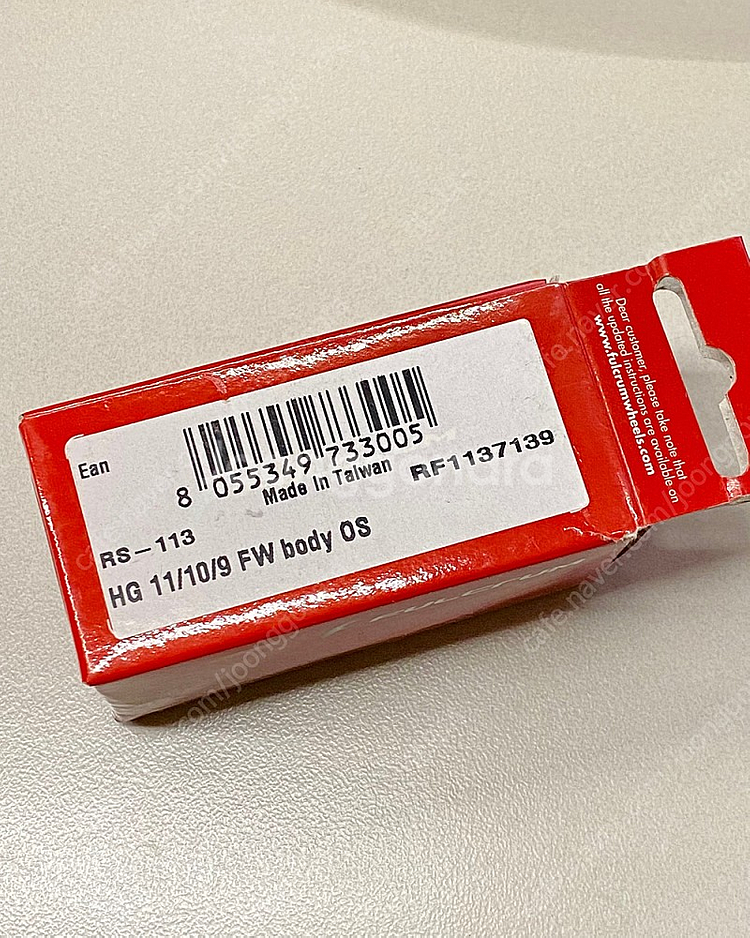 Ean
8 055349 733005
Made In Taiwan
RF1137139
RS-113
HG 11/10/9 FW body OS
Dear customer, please take note that
all the updated instructions are available on
www.fulcrumwheels.com